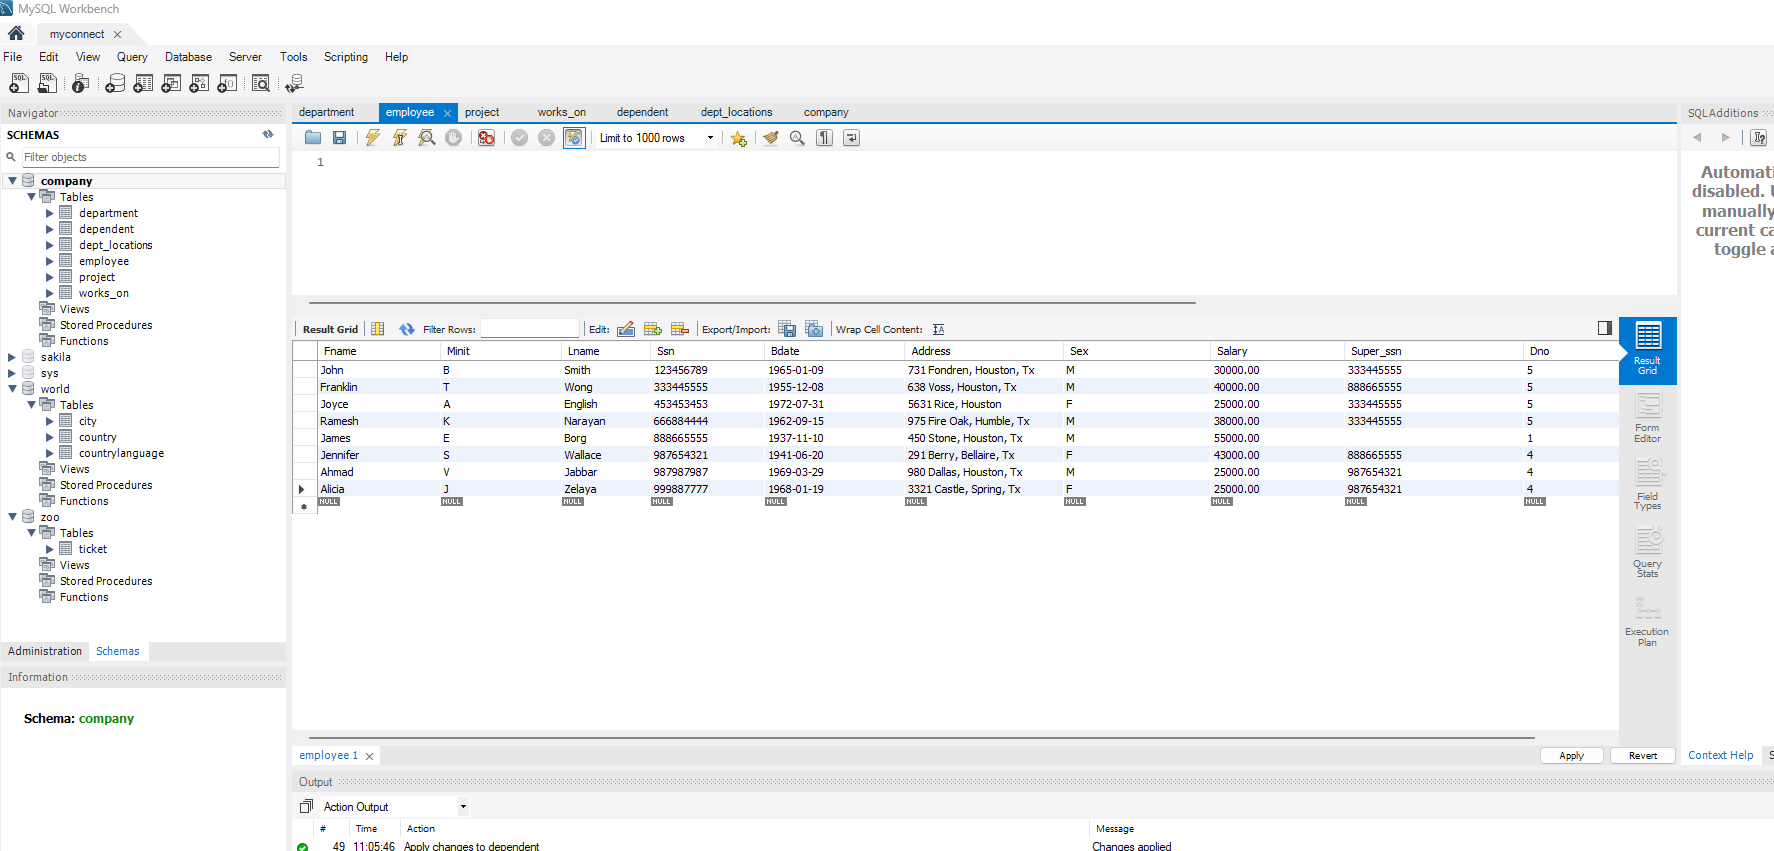 MySQL Workbench
myconnect
File Edit View Query Database Server Tools Scripting Help
Navigator
SCHEMAS
Filter objects
company
Tables
department
dependent
dept_locations
employee
project
works_on
Views
Stored Procedures
Functions
sakila
sys
world
Tables
city
country
countrylanguage
Views
Stored Procedures
Functions
zoo
Tables
ticket
Views
Stored Procedures
Functions
Administration Schemas
Information
Schema: company
department employee project works_on dependent dept_locations company
Limit to 1000 rows
1
Result Grid Filter Rows: Edit: Export/Import: Wrap Cell Content:
Fname Minit Lname Ssn Bdate Address Sex Salary Super_ssn Dno
John B Smith 123456789 1965-01-09 731 Fondren, Houston, Tx M 30000.00 333445555 5
Franklin T Wong 333445555 1955-12-08 638 Voss, Houston, Tx M 40000.00 888665555 5
Joyce A English 453453453 1972-07-31 5631 Rice, Houston F 25000.00 333445555 5
Ramesh K Narayan 666884444 1962-09-15 975 Fire Oak, Humble, Tx M 38000.00 333445555 5
James E Borg 888665555 1937-11-10 450 Stone, Houston, Tx M 55000.00 1
Jennifer S Wallace 987654321 1941-06-20 291 Berry, Bellaire, Tx F 43000.00 888665555 4
Ahmad V Jabbar 987987987 1969-03-29 980 Dallas, Houston, Tx M 25000.00 987654321 4
Alicia J Zelaya 999887777 1968-01-19 3321 Castle, Spring, Tx F 25000.00 987654321 4
NULL NULL NULL NULL NULL NULL NULL NULL NULL NULL
Result
Grid
Form
Editor
Field
Types
Query
Stats
Execution
Plan
employee 1
Apply Revert
Output
Action Output
# Time Action Message
49 11:05:46 Apply changes to dependent Changes applied
SQLAdditions
Automati
disabled.
manually
current ca
toggle a
Context Help